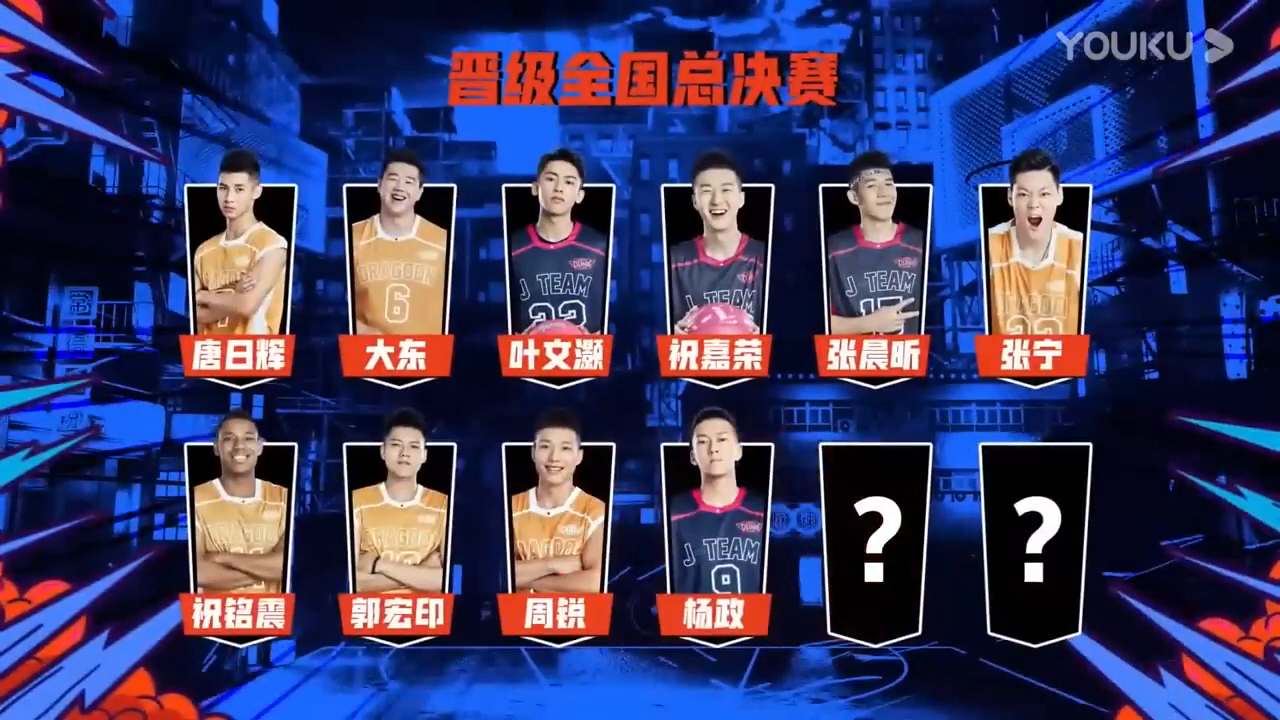 YOUKU
晋级全国总决赛
DRAGOON
6
J TEAM
J TEAM
J TEAM
唐日辉
大东
叶文灏
祝嘉荣
张晨昕
张宁
J TEAM
9
?
?
祝铭震
郭宏印
周锐
杨政